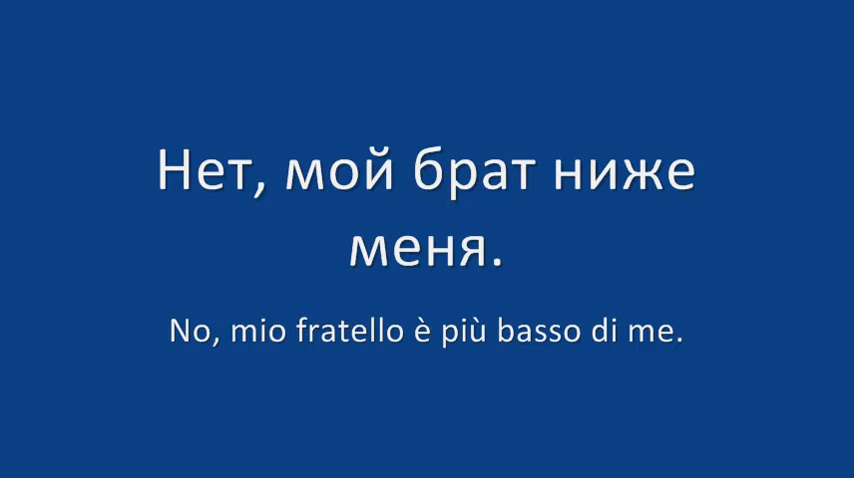 Нет, мой брат ниже
меня.
No, mio fratello è più basso di me.